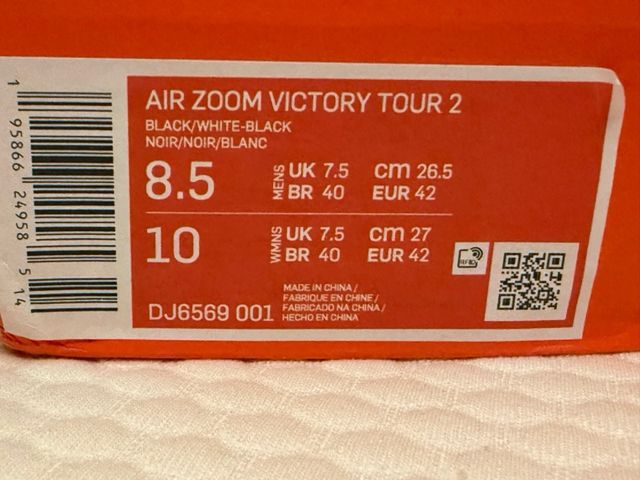 AIR ZOOM VICTORY TOUR 2
BLACK/WHITE-BLACK
NOIR/NOIR/BLANC
8.5 MENS UK 7.5 cm 26.5
BR 40 EUR 42
10 WMNS UK 7.5 cm 27
BR 40 EUR 42
DJ6569 001
MADE IN CHINA /
FABRIQUE EN CHINE /
FABRICADO NA CHINA /
HECHO EN CHINA
RFID
1 95866 24958 5 14